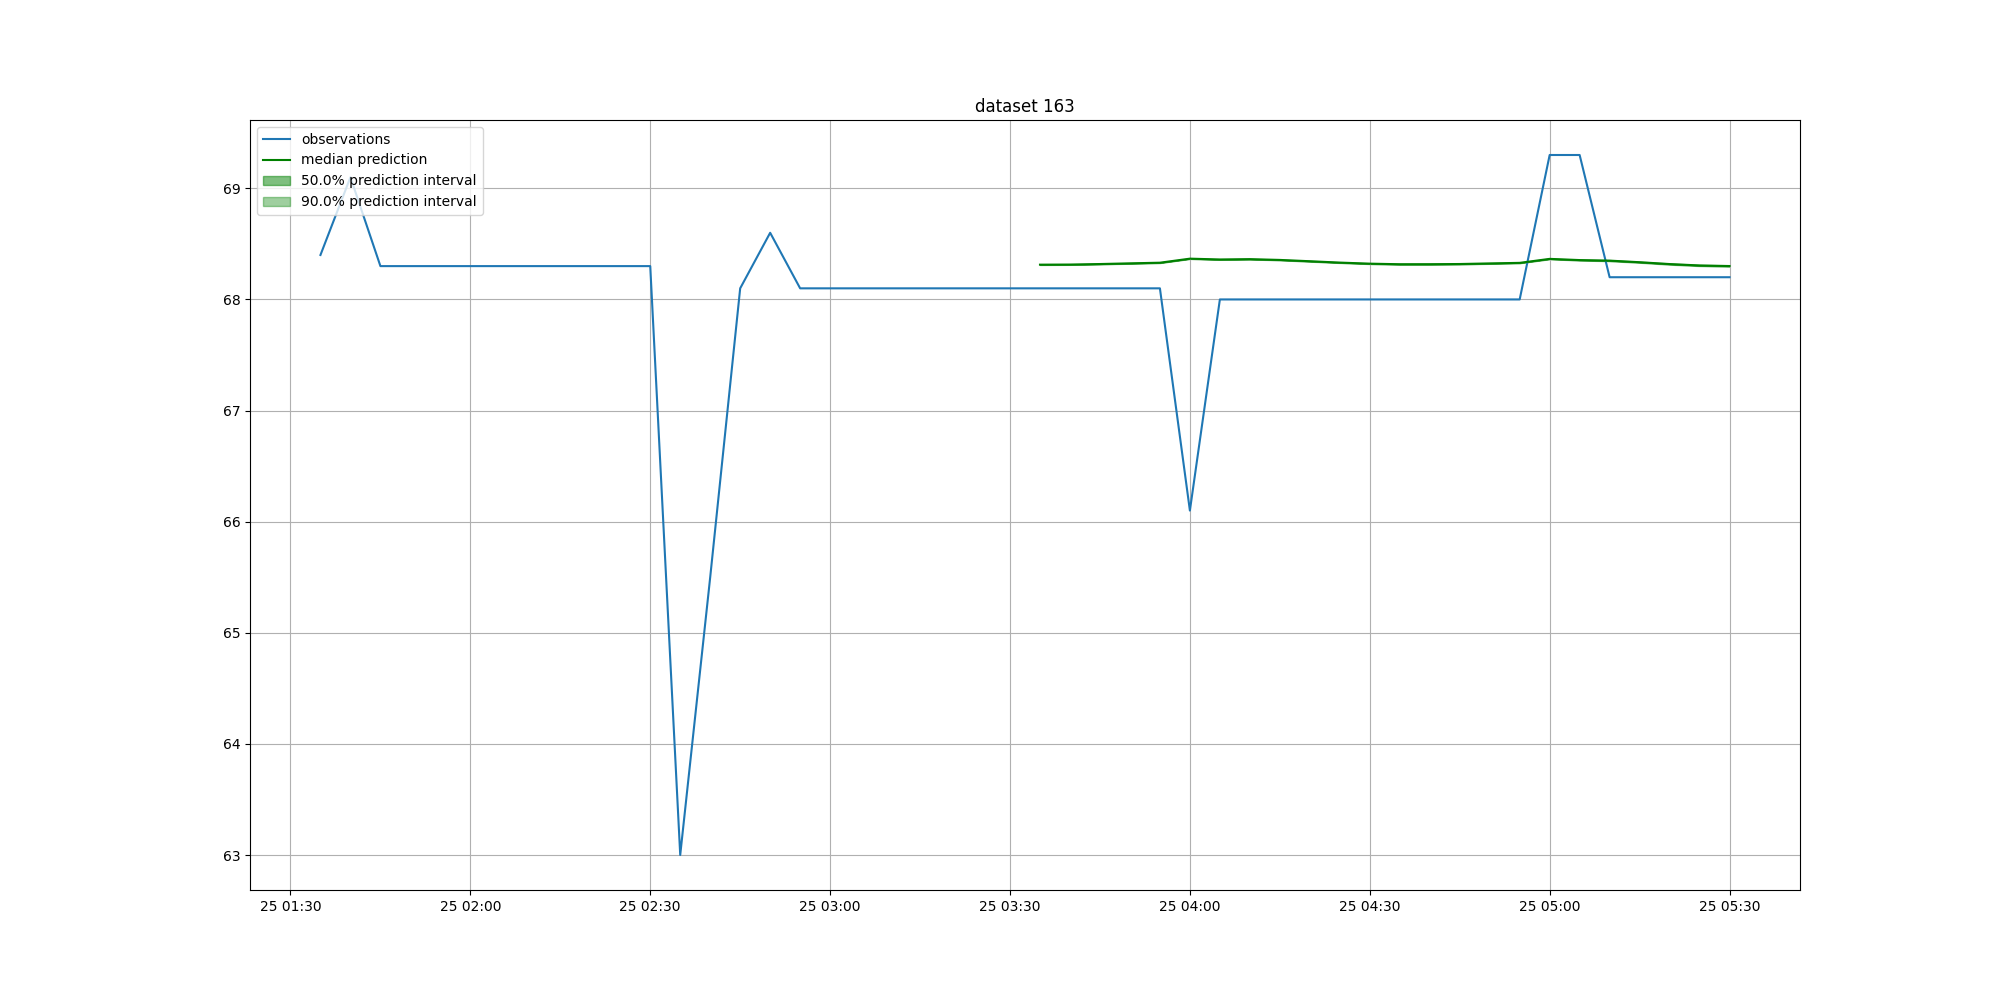 dataset 163
observations
median prediction
50.0% prediction interval
90.0% prediction interval
69
68
67
66
65
64
63
25 01:30 25 02:00 25 02:30 25 03:00 25 03:30 25 04:00 25 04:30 25 05:00 25 05:30